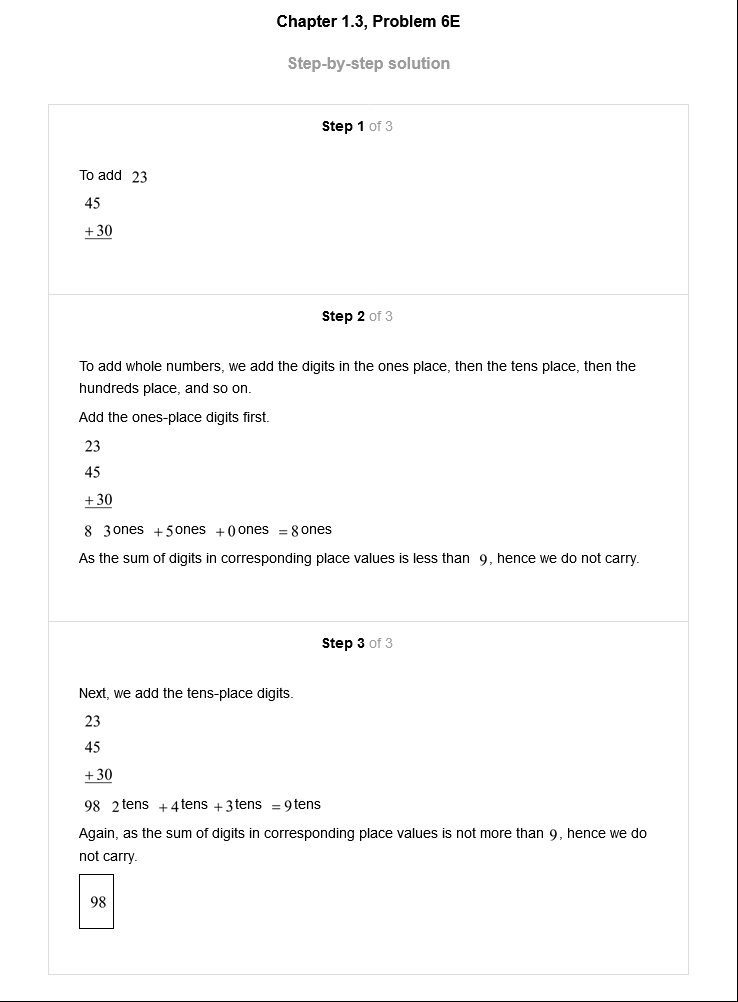 Chapter 1.3, Problem 6E
Step-by-step solution
Step 1 of 3
To add 23
45
+30
Step 2 of 3
To add whole numbers, we add the digits in the ones place, then the tens place, then the
hundreds place, and so on.
Add the ones-place digits first.
23
45
+30
8 3 ones +5 ones +0 ones =8 ones
As the sum of digits in corresponding place values is less than 9, hence we do not carry.
Step 3 of 3
Next, we add the tens-place digits.
23
45
+30
98 2 tens +4 tens +3 tens =9 tens
Again, as the sum of digits in corresponding place values is not more than 9, hence we do
not carry.
98